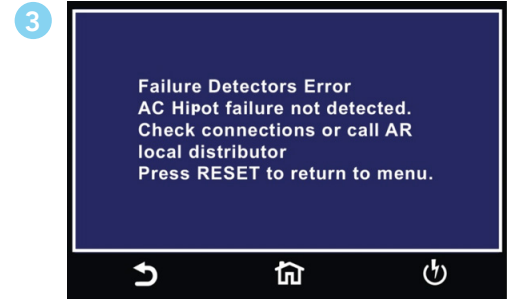 3
Failure Detectors Error
AC Hipot failure not detected.
Check connections or call AR
local distributor
Press RESET to return to menu.